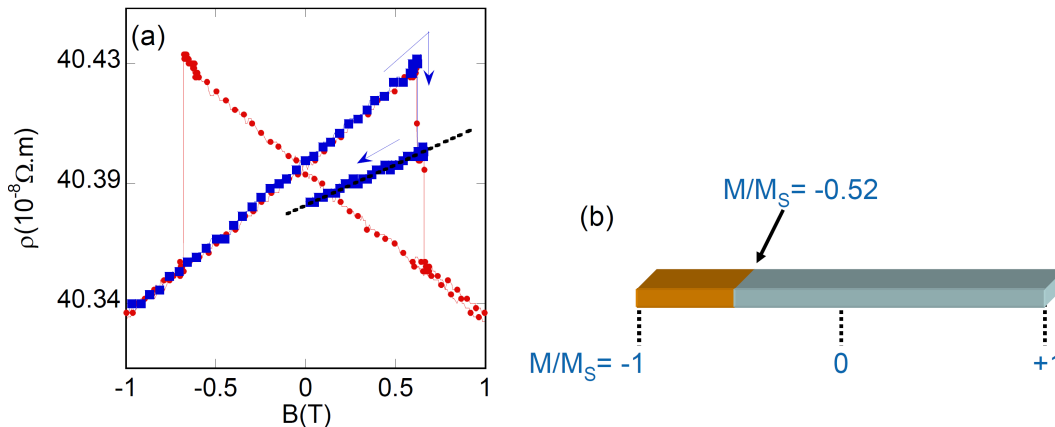 (a)
40.43
40.39
40.34
ρ(10⁻⁸Ω.m)
-1 -0.5 0 0.5 1
B(T)
M/MS= -0.52
(b)
M/MS= -1 0 +1